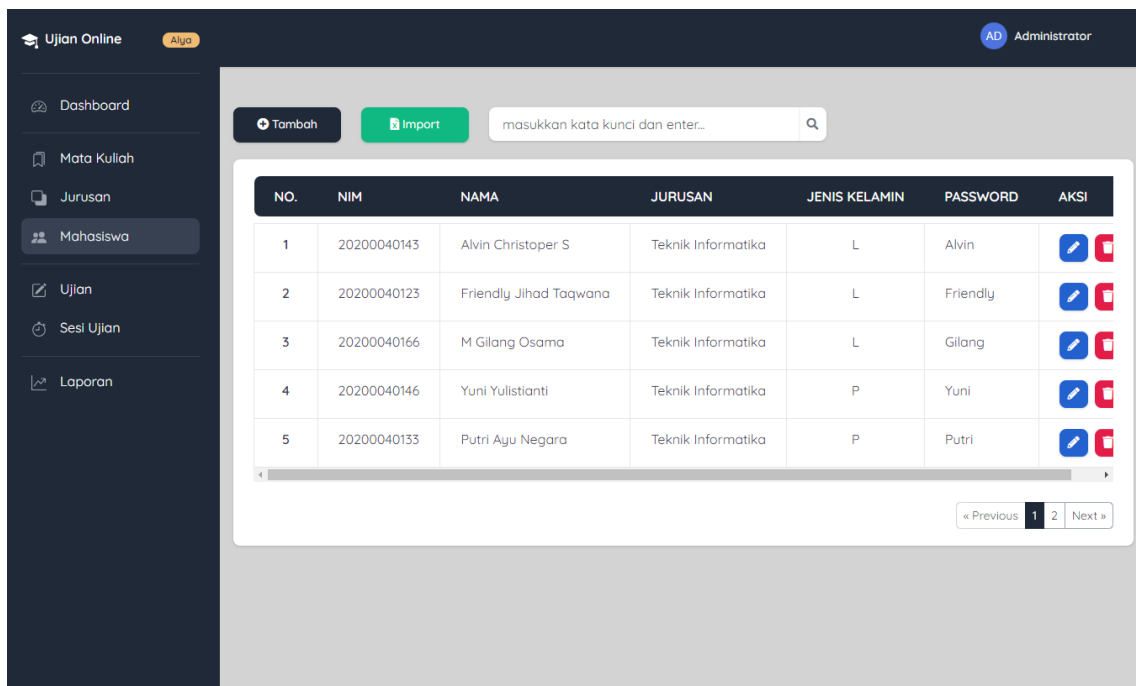 Ujian Online Alya
AD Administrator
Dashboard
Mata Kuliah
Jurusan
Mahasiswa
Ujian
Sesi Ujian
Laporan
Tambah Import masukkan kata kunci dan enter...
NO. NIM NAMA JURUSAN JENIS KELAMIN PASSWORD AKSI
1 20200040143 Alvin Christoper S Teknik Informatika L Alvin
2 20200040123 Friendly Jihad Taqwana Teknik Informatika L Friendly
3 20200040166 M Gilang Osama Teknik Informatika L Gilang
4 20200040146 Yuni Yulistianti Teknik Informatika P Yuni
5 20200040133 Putri Ayu Negara Teknik Informatika P Putri
« Previous 1 2 Next »